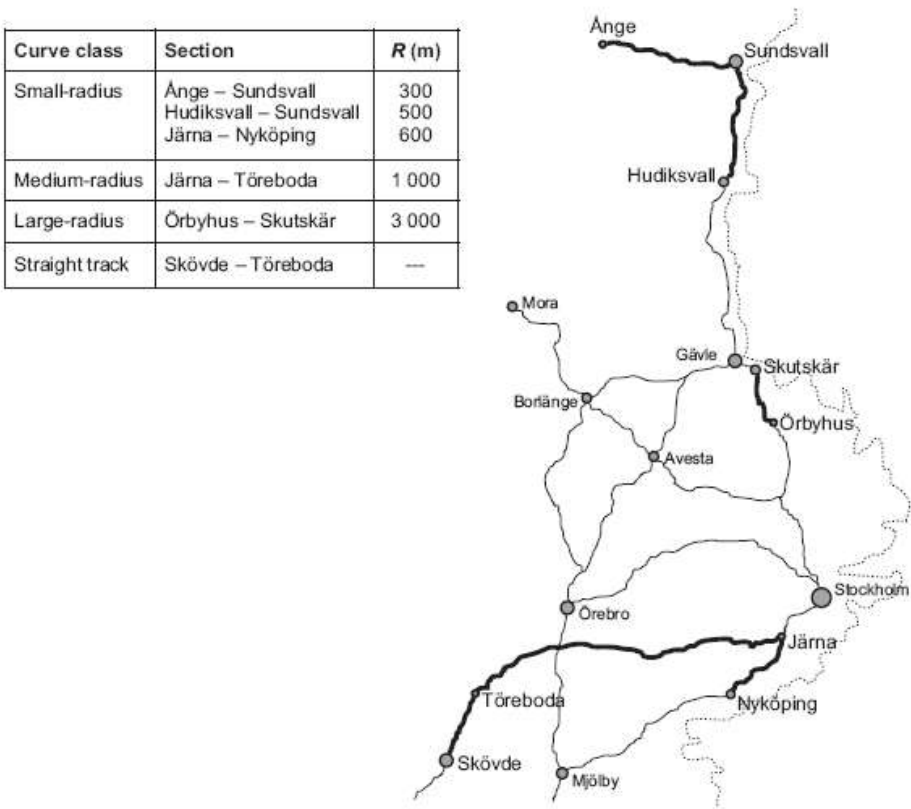 Curve class Section R (m)
Small-radius Ånge – Sundsvall 300
Hudiksvall – Sundsvall 500
Järna – Nyköping 600
Medium-radius Järna – Töreboda 1 000
Large-radius Örbyhus – Skutskär 3 000
Straight track Skövde – Töreboda ---
Ånge
Sundsvall
Hudiksvall
Mora
Gävle
Skutskär
Borlänge
Örbyhus
Avesta
Stockholm
Örebro
Järna
Töreboda
Nyköping
Skövde
Mjölby